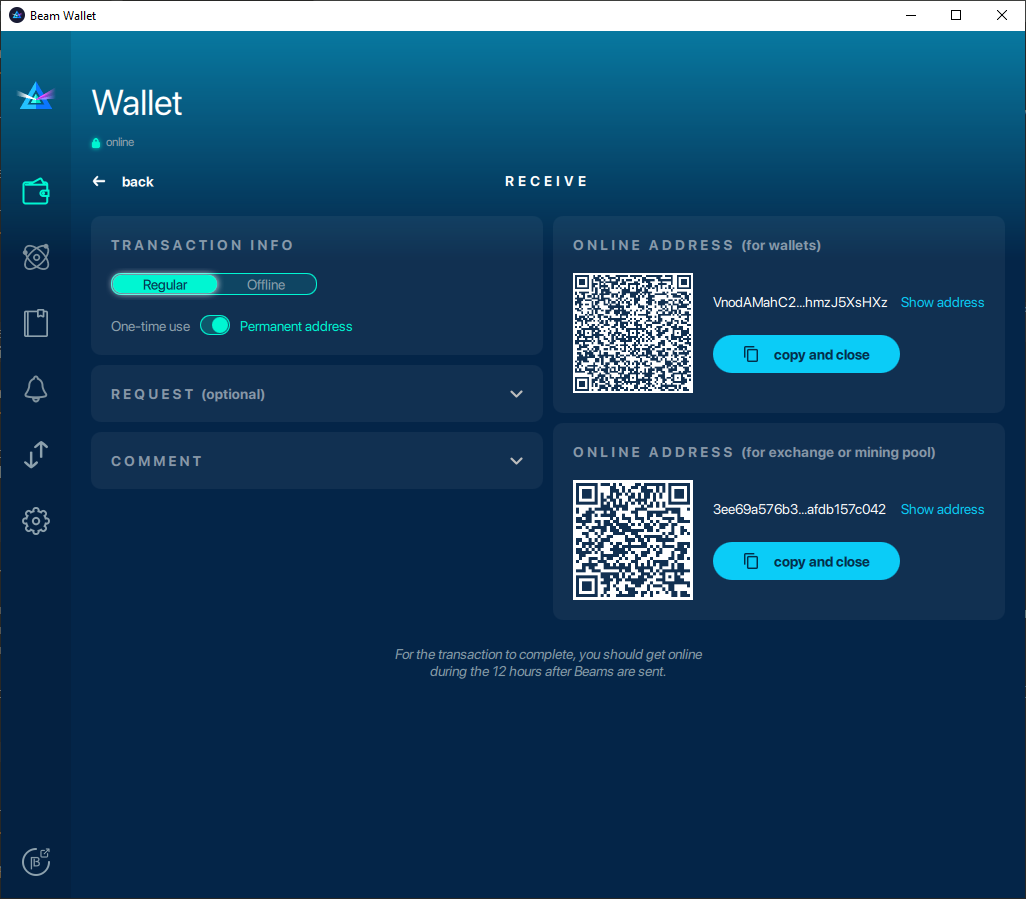 Beam Wallet
Wallet
online
back
RECEIVE
TRANSACTION INFO
Regular
Offline
One-time use
Permanent address
REQUEST (optional)
COMMENT
ONLINE ADDRESS (for wallets)
VnodAMahC2...hmzJ5XsHXz Show address
copy and close
ONLINE ADDRESS (for exchange or mining pool)
3ee69a576b3...afdb157c042 Show address
copy and close
For the transaction to complete, you should get online
during the 12 hours after Beams are sent.